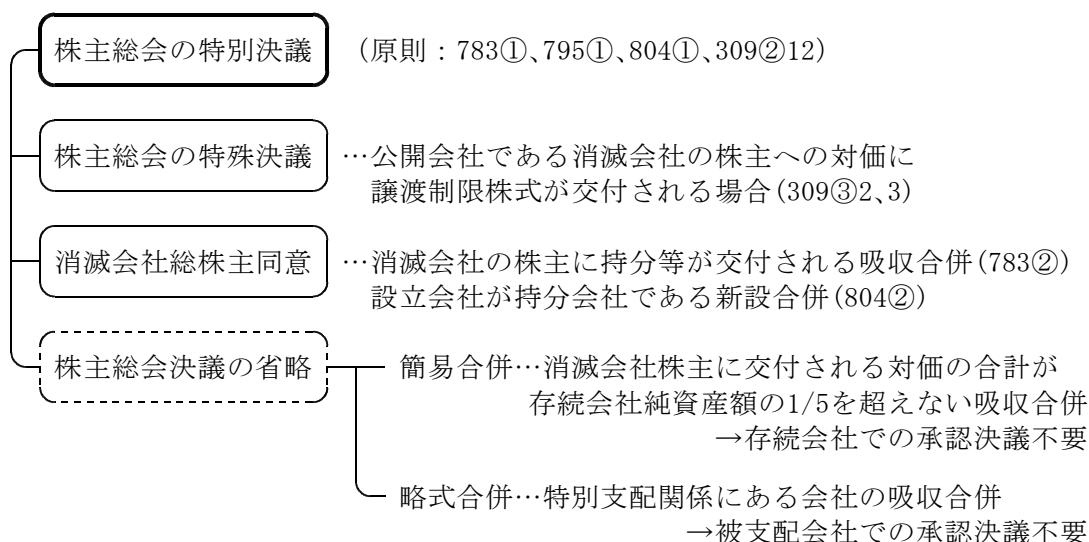 株主総会の特別決議 (原則：783①、795①、804①、309②12)
株主総会の特殊決議 …公開会社である消滅会社の株主への対価に
譲渡制限株式が交付される場合(309③2、3)
消滅会社総株主同意 …消滅会社の株主に持分等が交付される吸収合併(783②)
設立会社が持分会社である新設合併(804②)
株主総会決議の省略 簡易合併…消滅会社株主に交付される対価の合計が
存続会社純資産額の1/5を超えない吸収合併
→存続会社での承認決議不要
略式合併…特別支配関係にある会社の吸収合併
→被支配会社での承認決議不要